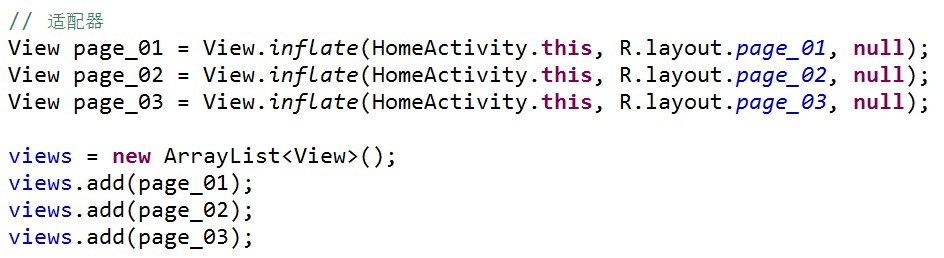 // 适配器
View page_01 = View.inflate(HomeActivity.this, R.layout.page_01, null);
View page_02 = View.inflate(HomeActivity.this, R.layout.page_02, null);
View page_03 = View.inflate(HomeActivity.this, R.layout.page_03, null);
views = new ArrayList<View>();
views.add(page_01);
views.add(page_02);
views.add(page_03);